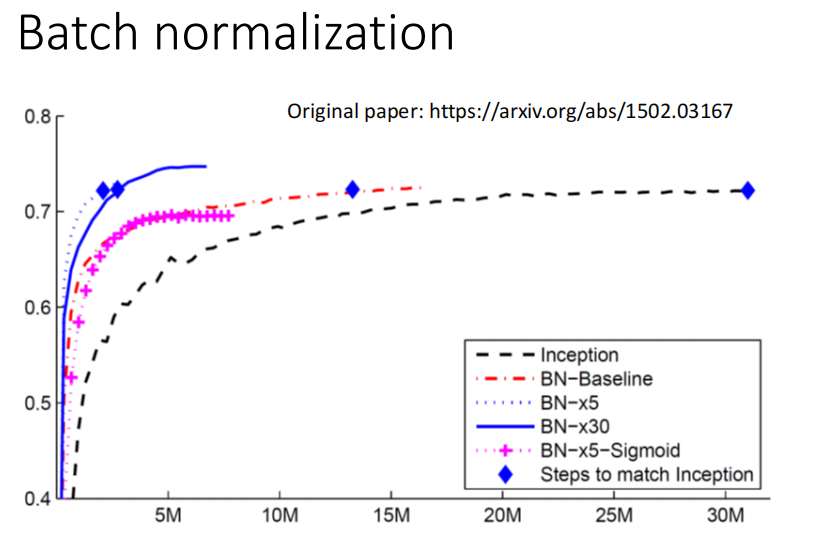 Batch normalization
Original paper: https://arxiv.org/abs/1502.03167
0.8
0.7
0.6
0.5
0.4
Inception
BN−Baseline
BN−x5
BN−x30
BN−x5−Sigmoid
Steps to match Inception
5M 10M 15M 20M 25M 30M